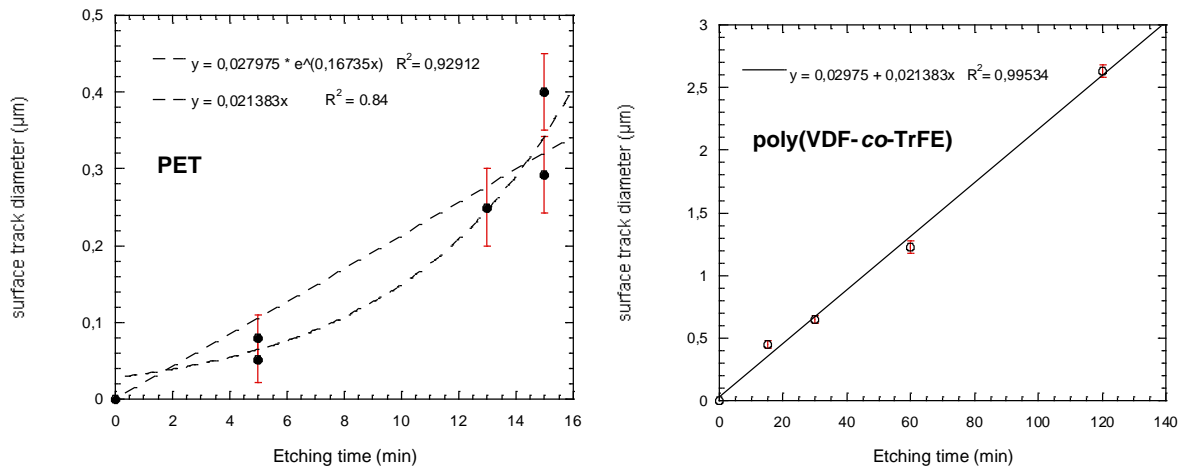 0,5
0,4
0,3
0,2
0,1
0
surface track diameter (µm)
y = 0,027975 * e^(0,16735x) R²= 0,92912
y = 0,021383x R² = 0.84
PET
0 2 4 6 8 10 12 14 16
Etching time (min)
3
2,5
2
1,5
1
0,5
0
surface track diameter (µm)
y = 0,02975 + 0,021383x R²= 0,99534
poly(VDF-co-TrFE)
0 20 40 60 80 100 120 140
Etching time (min)